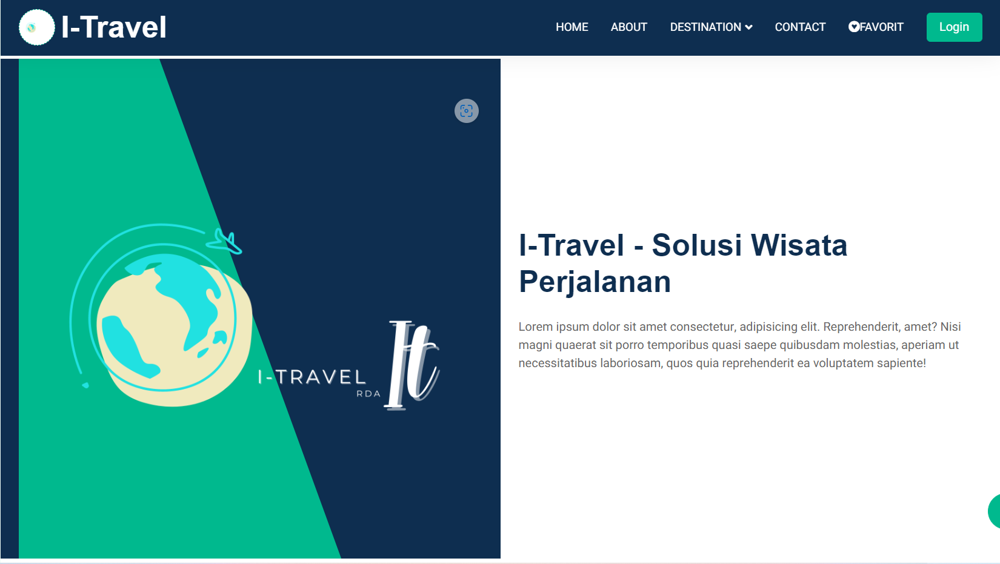 I-Travel
HOME ABOUT DESTINATION CONTACT FAVORIT Login
I-TRAVEL
RDA
It
I-Travel - Solusi Wisata
Perjalanan
Lorem ipsum dolor sit amet consectetur, adipisicing elit. Reprehenderit, amet? Nisi
magni quaerat sit porro temporibus quasi saepe quibusdam molestias, aperiam ut
necessitatibus laboriosam, quos quia reprehenderit ea voluptatem sapiente!